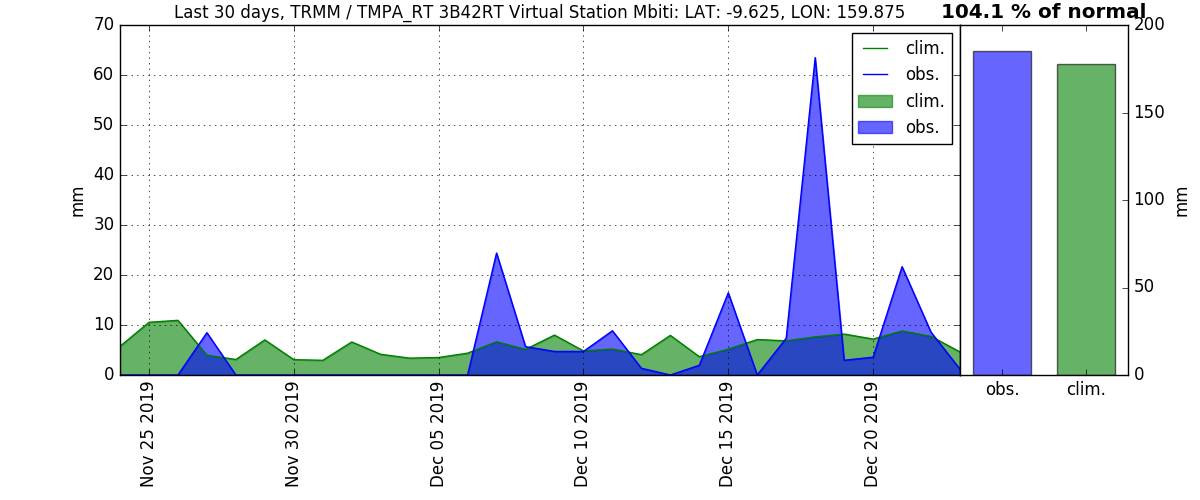 Last 30 days, TRMM / TMPA_RT 3B42RT Virtual Station Mbiti: LAT: -9.625, LON: 159.875
104.1 % of normal
70
60
50
40
30
20
10
0
mm
clim.
obs.
clim.
obs.
200
150
100
50
0
mm
Nov 25 2019
Nov 30 2019
Dec 05 2019
Dec 10 2019
Dec 15 2019
Dec 20 2019
obs.
clim.